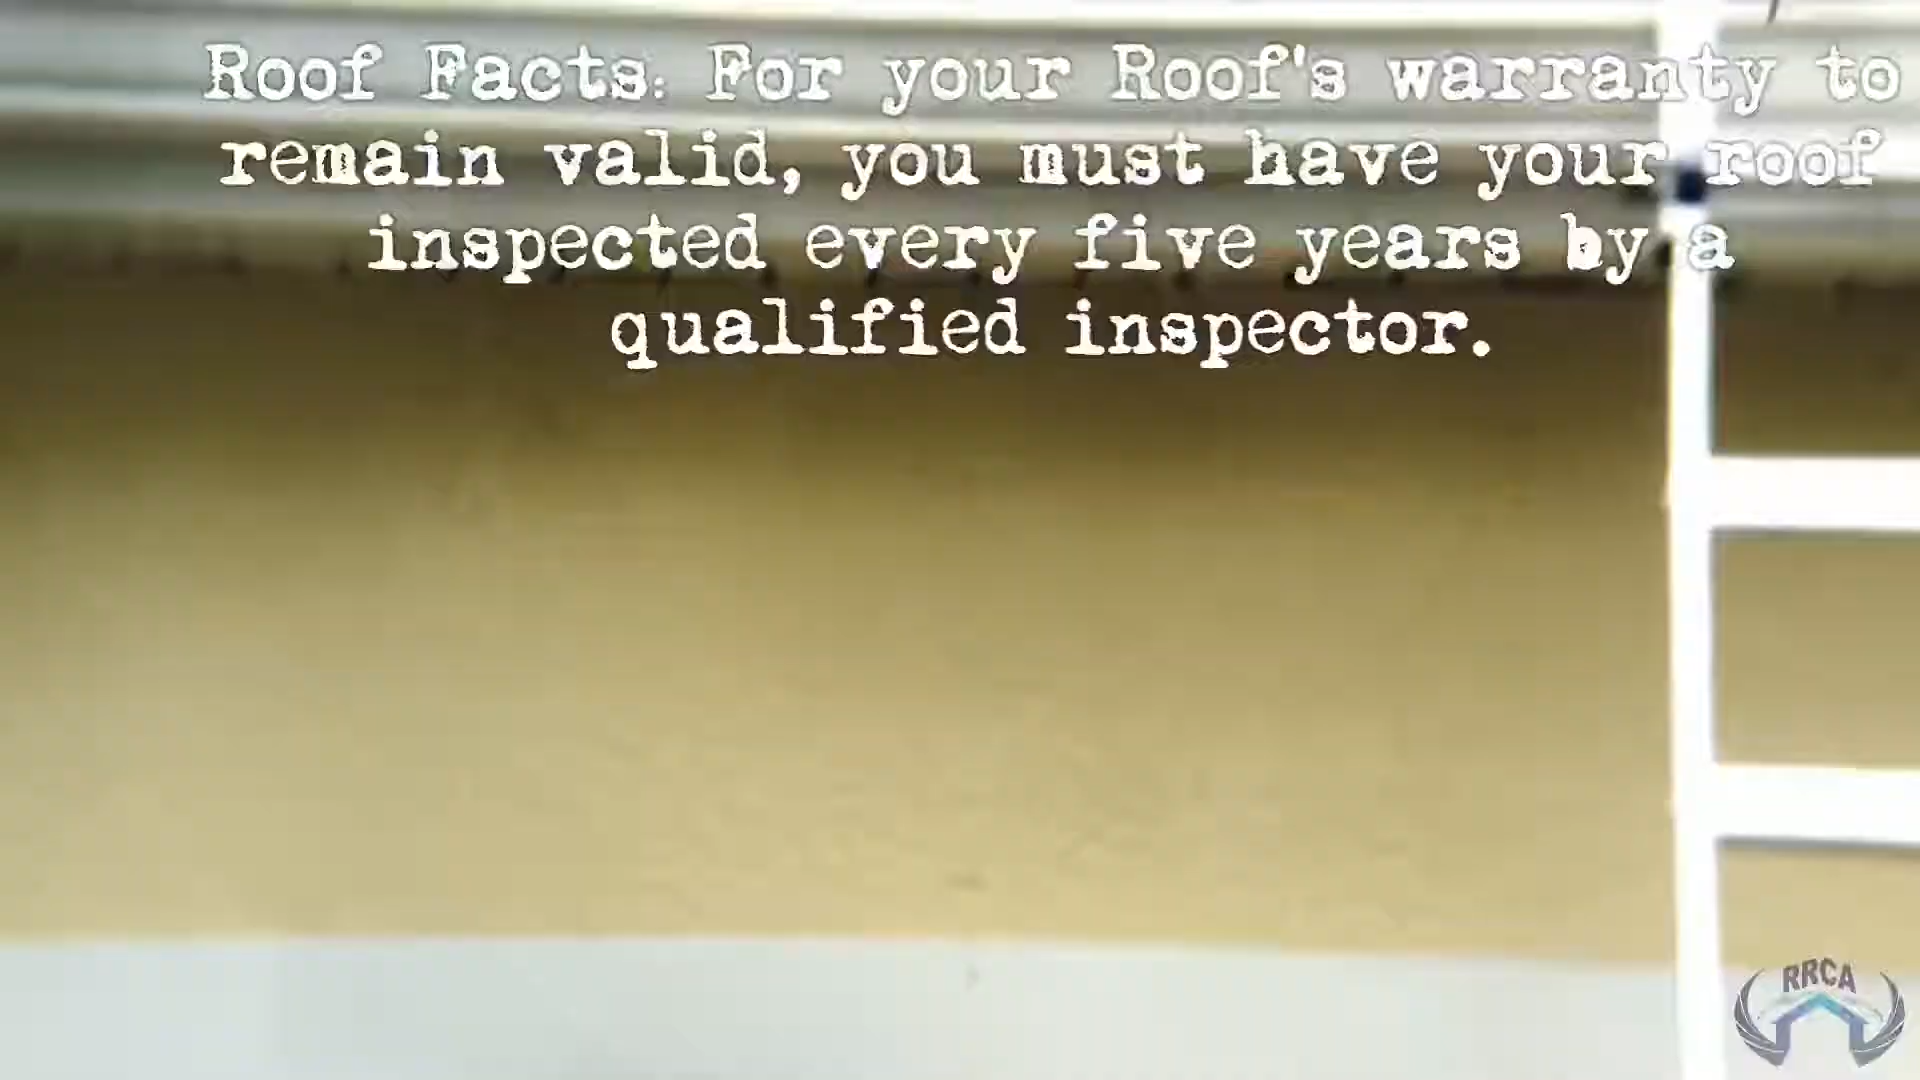 Roof Facts: For your Roof's warranty to
remain valid, you must have your roof
inspected every five years by a
qualified inspector.
RRCA